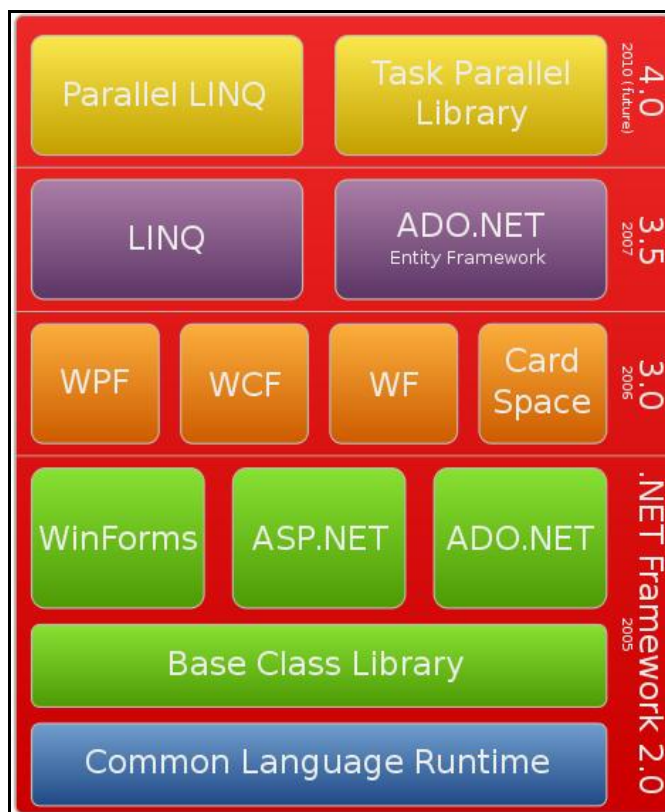 Parallel LINQ
Task Parallel
Library
4.0
2010 (future)
LINQ
ADO.NET
Entity Framework
3.5
2007
WPF
WCF
WF
Card
Space
3.0
2006
WinForms
ASP.NET
ADO.NET
Base Class Library
Common Language Runtime
.NET Framework 2.0
2005